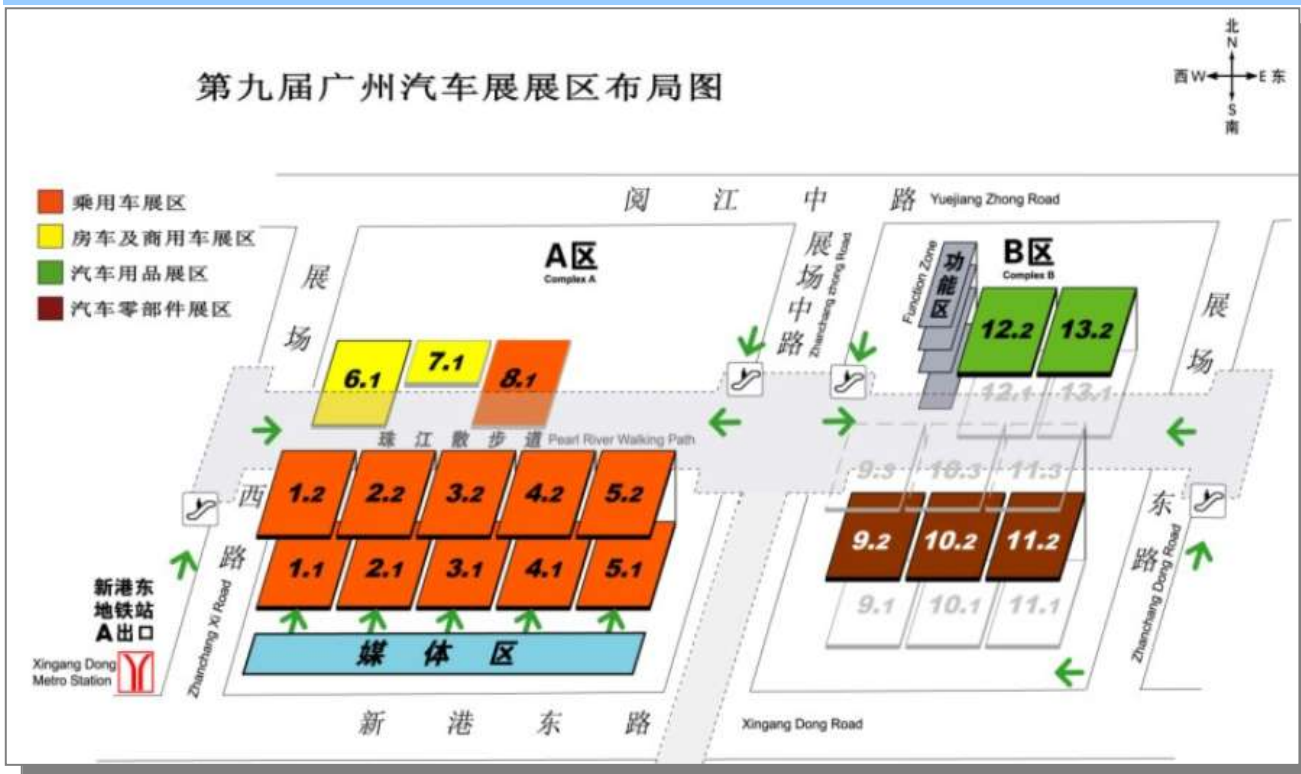 北
N
西 W E 东
S
南
第九届广州汽车展展区布局图
乘用车展区
房车及商用车展区
汽车用品展区
汽车零部件展区
阅江中路 Yuejiang Zhong Road
展场西路
Zhanchang Xi Road
A区
Complex A
展场中路
Zhanchang zhong Road
Function Zone
功能区
B区
Complex B
展场东路
Zhanchang Dong Road
6.1 7.1 8.1
12.2 13.2
12.1 13.1
珠江散步道 Pearl River Walking Path
1.2 2.2 3.2 4.2 5.2
1.1 2.1 3.1 4.1 5.1
9.3 10.3 11.3
9.2 10.2 11.2
9.1 10.1 11.1
媒体区
新港东
地铁站
A出口
Xingang Dong
Metro Station
新港东路 Xingang Dong Road